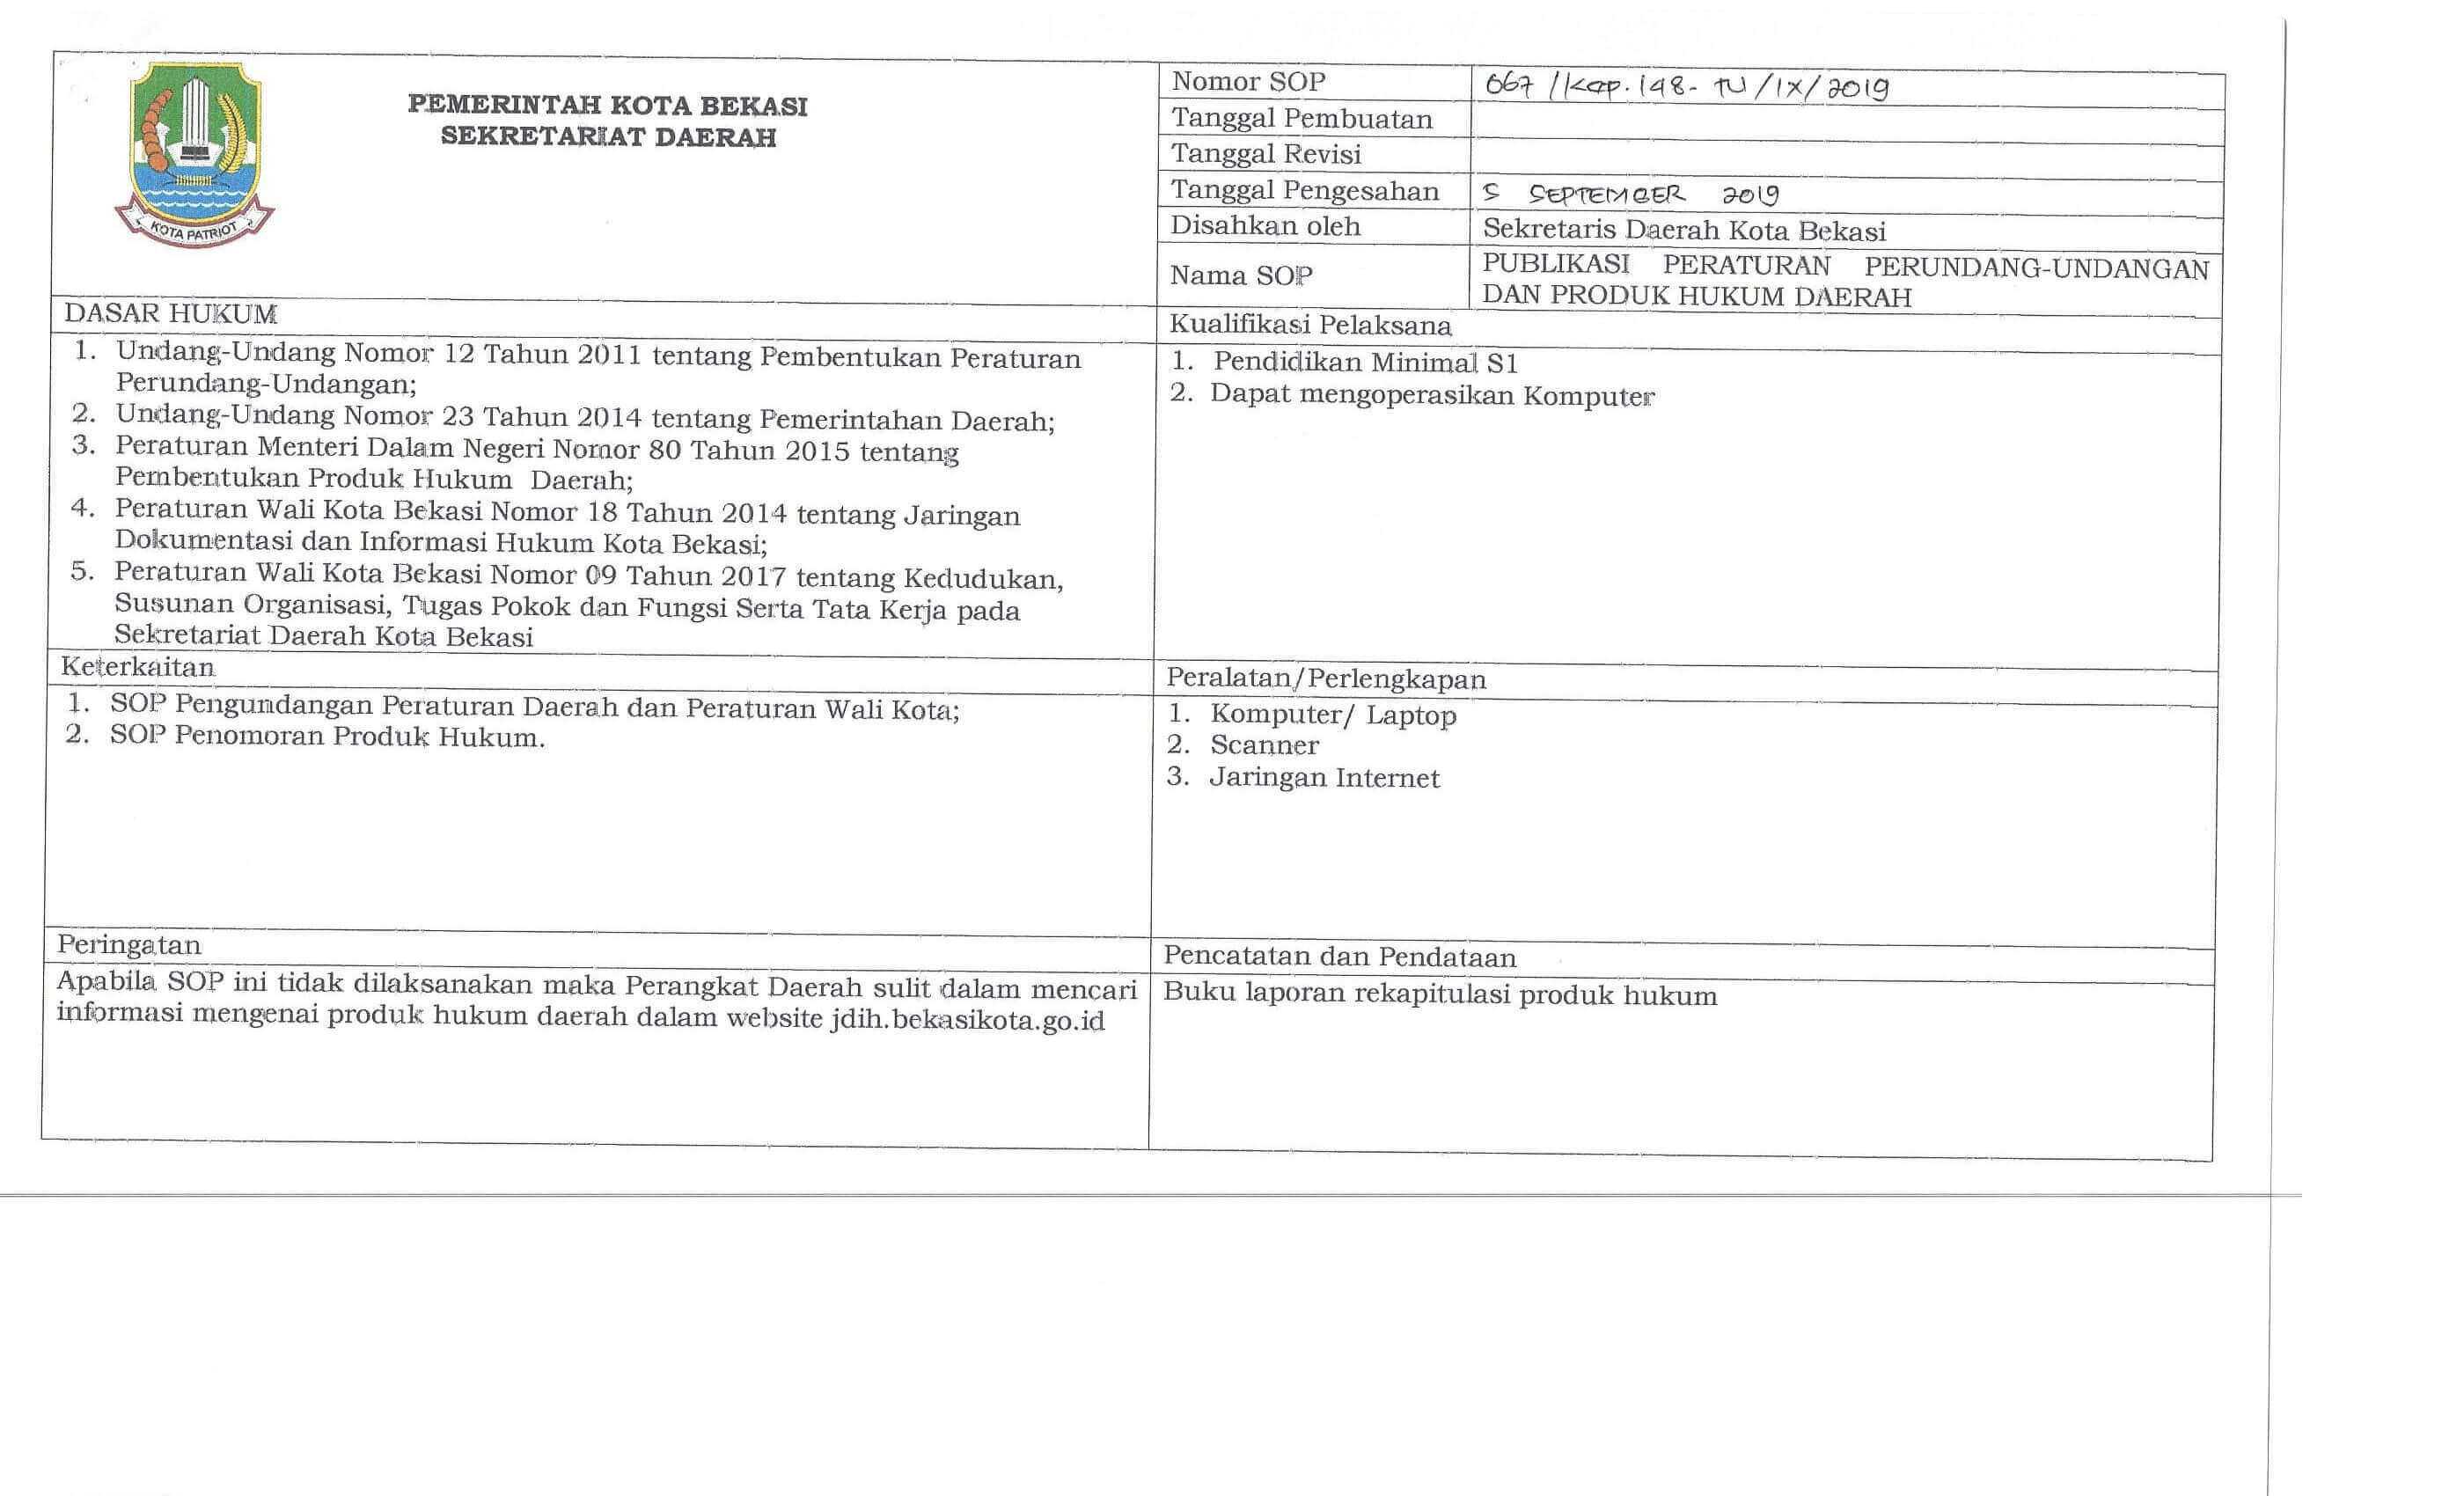 KOTA PATRIOT
PEMERINTAH KOTA BEKASI
SEKRETARIAT DAERAH
Nomor SOP 667 /Kep.148- TU/IX/2019
Tanggal Pembuatan
Tanggal Revisi
Tanggal Pengesahan 5 SEPTEMBER 2019
Disahkan oleh Sekretaris Daerah Kota Bekasi
Nama SOP PUBLIKASI PERATURAN PERUNDANG-UNDANGAN
DAN PRODUK HUKUM DAERAH
DASAR HUKUM
1. Undang-Undang Nomor 12 Tahun 2011 tentang Pembentukan Peraturan
Perundang-Undangan;
2. Undang-Undang Nomor 23 Tahun 2014 tentang Pemerintahan Daerah;
3. Peraturan Menteri Dalam Negeri Nomor 80 Tahun 2015 tentang
Pembentukan Produk Hukum Daerah;
4. Peraturan Wali Kota Bekasi Nomor 18 Tahun 2014 tentang Jaringan
Dokumentasi dan Informasi Hukum Kota Bekasi;
5. Peraturan Wali Kota Bekasi Nomor 09 Tahun 2017 tentang Kedudukan,
Susunan Organisasi, Tugas Pokok dan Fungsi Serta Tata Kerja pada
Sekretariat Daerah Kota Bekasi
Kualifikasi Pelaksana
1. Pendidikan Minimal S1
2. Dapat mengoperasikan Komputer
Keterkaitan
1. SOP Pengundangan Peraturan Daerah dan Peraturan Wali Kota;
2. SOP Penomoran Produk Hukum.
Peralatan/Perlengkapan
1. Komputer/ Laptop
2. Scanner
3. Jaringan Internet
Peringatan
Apabila SOP ini tidak dilaksanakan maka Perangkat Daerah sulit dalam mencari
informasi mengenai produk hukum daerah dalam website jdih.bekasikota.go.id
Pencatatan dan Pendataan
Buku laporan rekapitulasi produk hukum